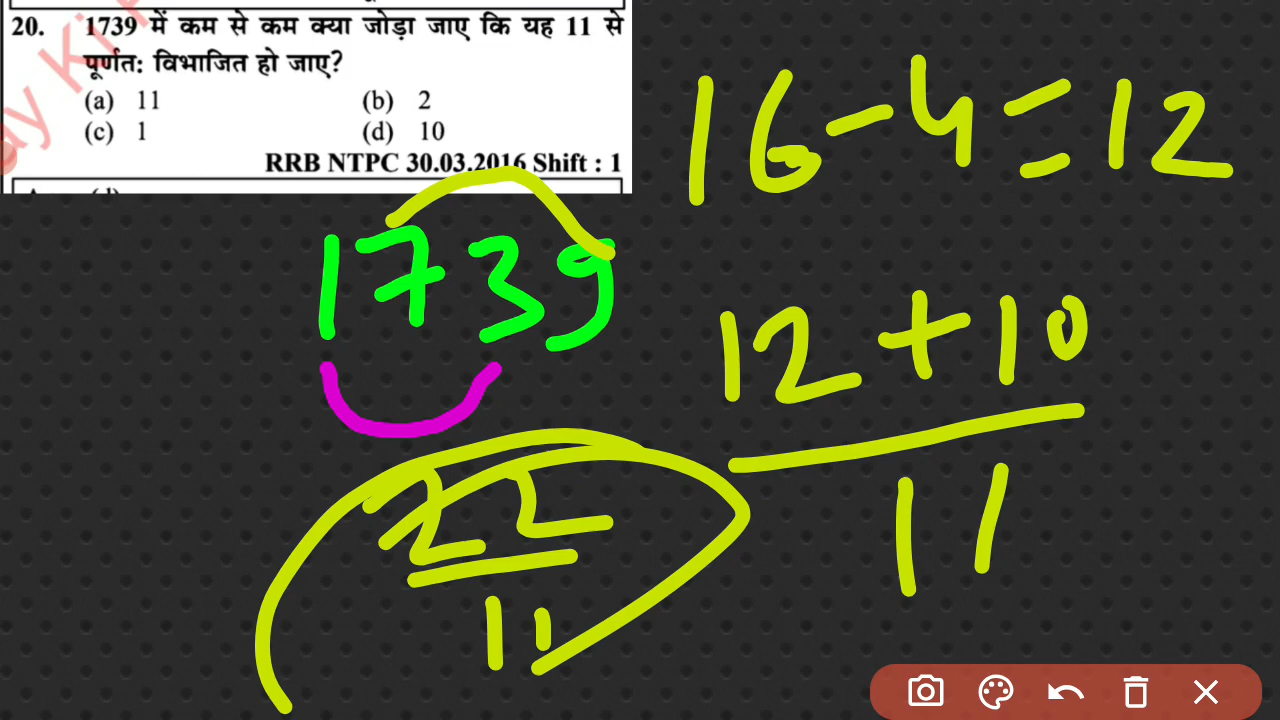 20. 1739 में कम से कम क्या जोड़ा जाए कि यह 11 से
पूर्णत: विभाजित हो जाए?
(a) 11 (b) 2
(c) 1 (d) 10
RRB NTPC 30.03.2016 Shift : 1
16-4=12
1739
12+10
11
22
11